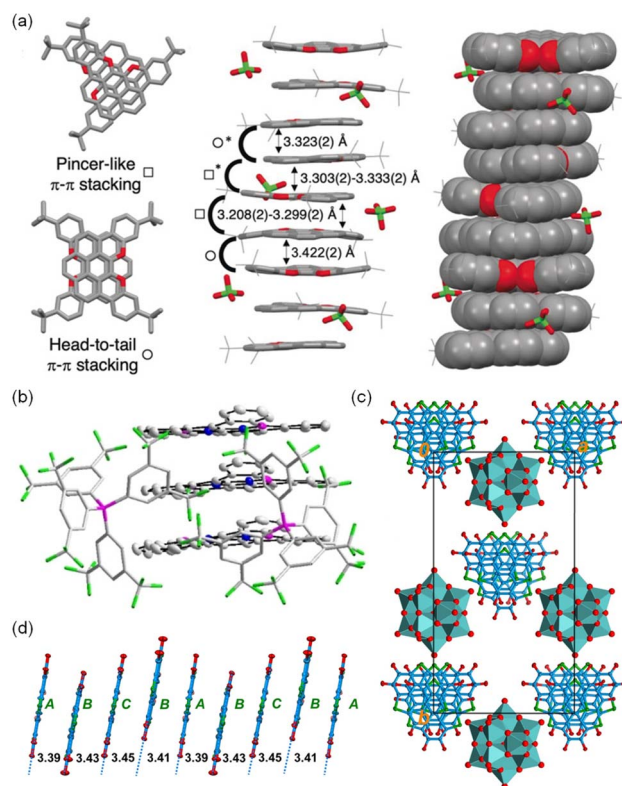 (a)
Pincer-like □
π-π stacking
Head-to-tail
π-π stacking ○
○*
3.323(2) Å
□*
3.303(2)-3.333(2) Å
□
3.208(2)-3.299(2) Å
○
3.422(2) Å
(b)
(c)
0
a
b
(d)
A B C B A B C B A
3.39 3.43 3.45 3.41 3.39 3.43 3.45 3.41